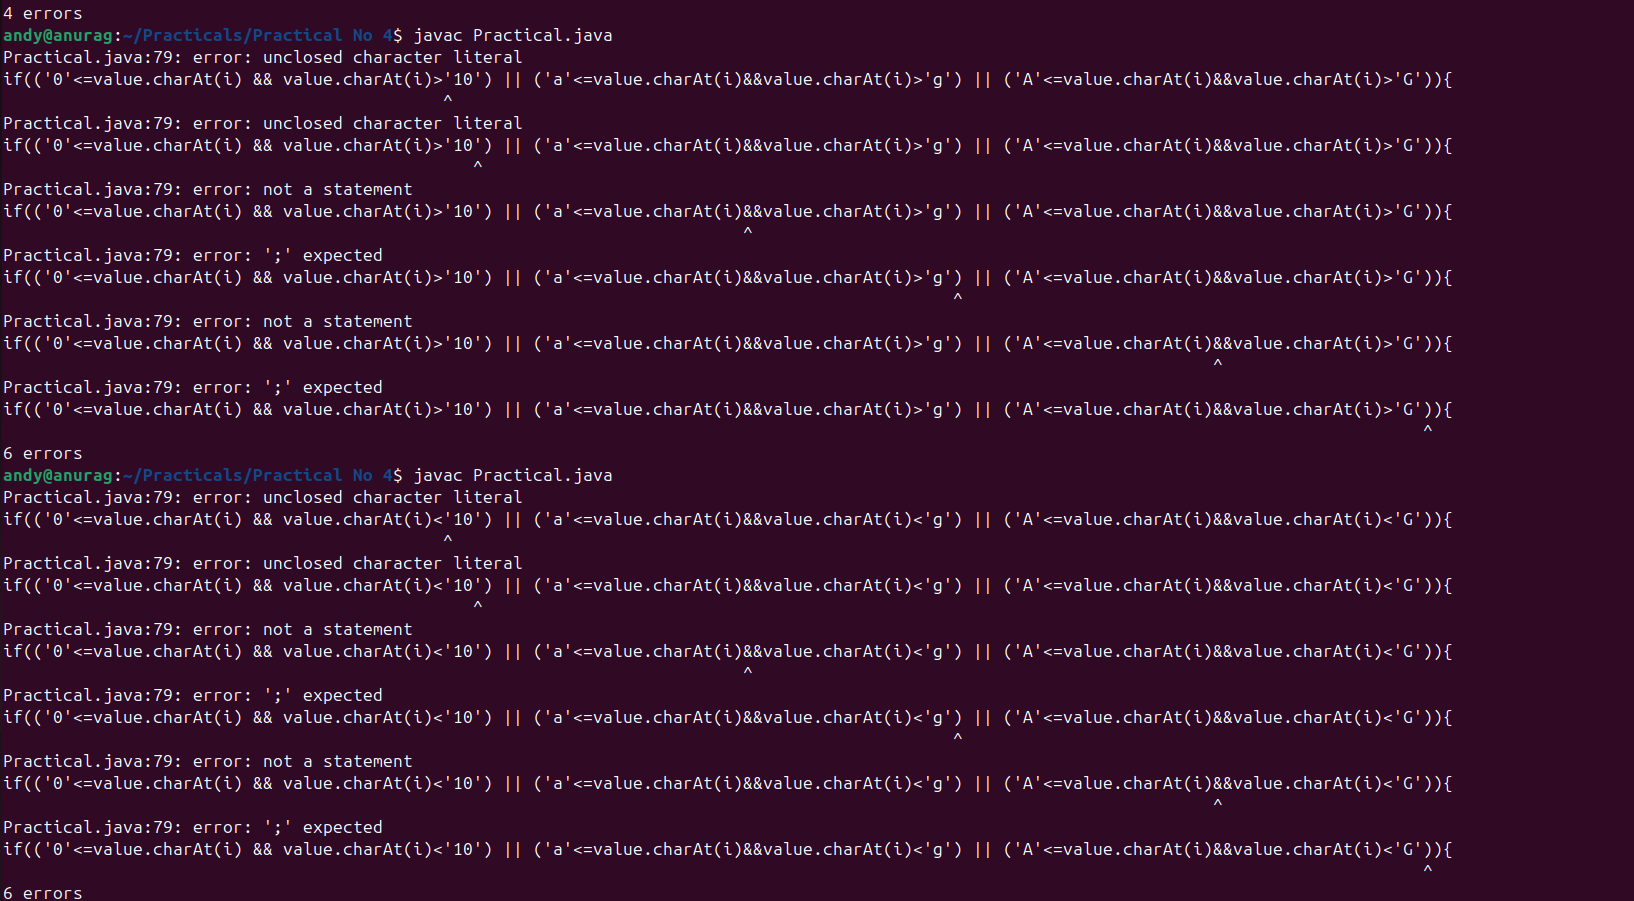 4 errors
andy@anurag:~/Practicals/Practical No 4$ javac Practical.java
Practical.java:79: error: unclosed character literal
if(('0'<=value.charAt(i) && value.charAt(i)>'10') || ('a'<=value.charAt(i)&&value.charAt(i)>'g') || ('A'<=value.charAt(i)&&value.charAt(i)>'G')){
^
Practical.java:79: error: unclosed character literal
if(('0'<=value.charAt(i) && value.charAt(i)>'10') || ('a'<=value.charAt(i)&&value.charAt(i)>'g') || ('A'<=value.charAt(i)&&value.charAt(i)>'G')){
^
Practical.java:79: error: not a statement
if(('0'<=value.charAt(i) && value.charAt(i)>'10') || ('a'<=value.charAt(i)&&value.charAt(i)>'g') || ('A'<=value.charAt(i)&&value.charAt(i)>'G')){
^
Practical.java:79: error: ';' expected
if(('0'<=value.charAt(i) && value.charAt(i)>'10') || ('a'<=value.charAt(i)&&value.charAt(i)>'g') || ('A'<=value.charAt(i)&&value.charAt(i)>'G')){
^
Practical.java:79: error: not a statement
if(('0'<=value.charAt(i) && value.charAt(i)>'10') || ('a'<=value.charAt(i)&&value.charAt(i)>'g') || ('A'<=value.charAt(i)&&value.charAt(i)>'G')){
^
Practical.java:79: error: ';' expected
if(('0'<=value.charAt(i) && value.charAt(i)>'10') || ('a'<=value.charAt(i)&&value.charAt(i)>'g') || ('A'<=value.charAt(i)&&value.charAt(i)>'G')){
^
6 errors
andy@anurag:~/Practicals/Practical No 4$ javac Practical.java
Practical.java:79: error: unclosed character literal
if(('0'<=value.charAt(i) && value.charAt(i)<'10') || ('a'<=value.charAt(i)&&value.charAt(i)<'g') || ('A'<=value.charAt(i)&&value.charAt(i)<'G')){
^
Practical.java:79: error: unclosed character literal
if(('0'<=value.charAt(i) && value.charAt(i)<'10') || ('a'<=value.charAt(i)&&value.charAt(i)<'g') || ('A'<=value.charAt(i)&&value.charAt(i)<'G')){
^
Practical.java:79: error: not a statement
if(('0'<=value.charAt(i) && value.charAt(i)<'10') || ('a'<=value.charAt(i)&&value.charAt(i)<'g') || ('A'<=value.charAt(i)&&value.charAt(i)<'G')){
^
Practical.java:79: error: ';' expected
if(('0'<=value.charAt(i) && value.charAt(i)<'10') || ('a'<=value.charAt(i)&&value.charAt(i)<'g') || ('A'<=value.charAt(i)&&value.charAt(i)<'G')){
^
Practical.java:79: error: not a statement
if(('0'<=value.charAt(i) && value.charAt(i)<'10') || ('a'<=value.charAt(i)&&value.charAt(i)<'g') || ('A'<=value.charAt(i)&&value.charAt(i)<'G')){
^
Practical.java:79: error: ';' expected
if(('0'<=value.charAt(i) && value.charAt(i)<'10') || ('a'<=value.charAt(i)&&value.charAt(i)<'g') || ('A'<=value.charAt(i)&&value.charAt(i)<'G')){
^
6 errors